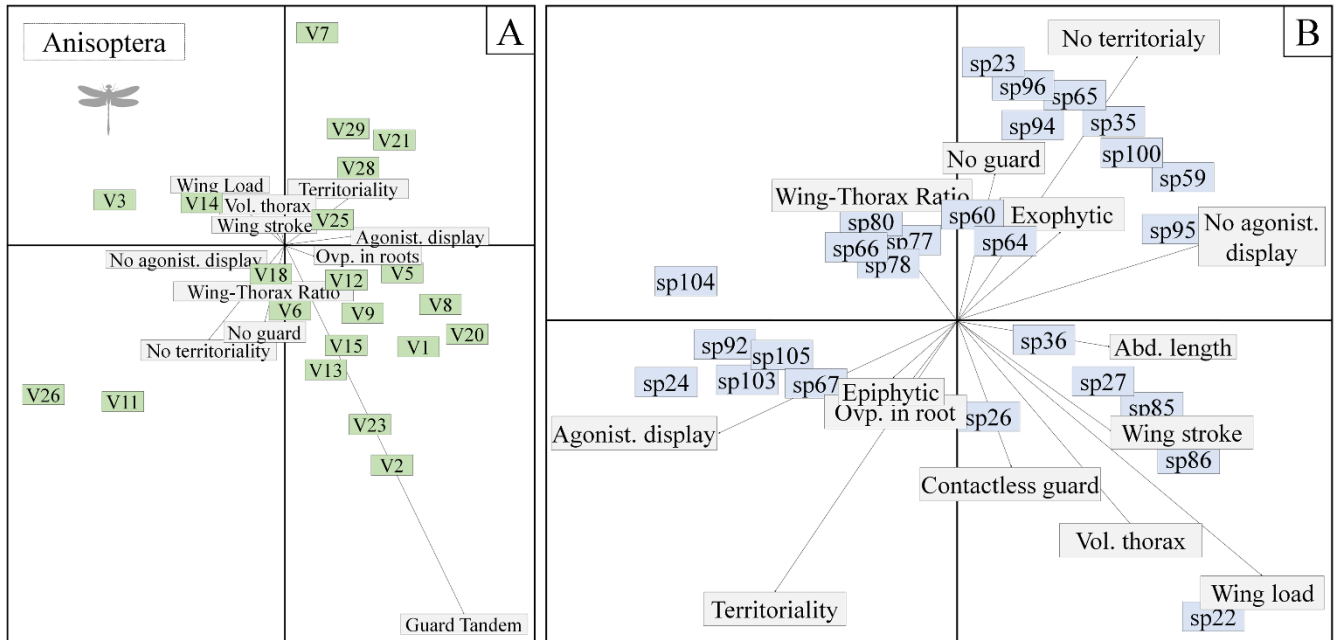 Anisoptera
A
V7
V29
V21
V28
Wing Load
Territoriality
V3
V14
Vol. thorax
V25
Wing stroke
Agonist. display
Ovp. in roots
No agonist. display
V18
V5
V12
Wing-Thorax Ratio
V8
V6
V9
No guard
V20
No territoriality
V15
V1
V13
V26
V11
V23
V2
Guard Tandem
B
No territorialy
sp23
sp96
sp65
sp94
sp35
No guard
sp100
sp59
Wing-Thorax Ratio
sp60
Exophytic
sp80
sp95
No agonist.
display
sp66
sp77
sp64
sp78
sp104
sp92
sp105
sp36
Abd. length
sp24
sp103
sp67
Epiphytic
sp27
sp85
Ovp. in root
sp26
Agonist. display
Wing stroke
sp86
Contactless guard
Vol. thorax
Territoriality
Wing load
sp22